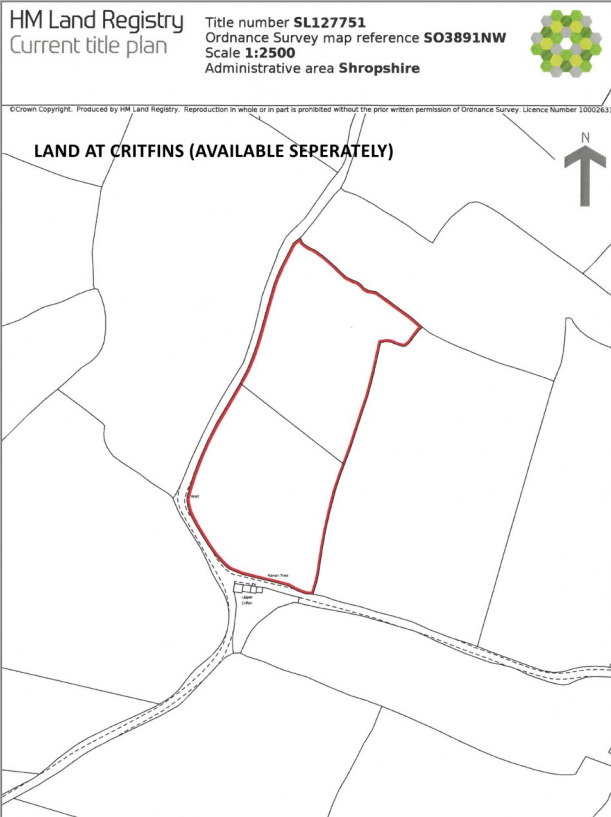 HM Land Registry
Current title plan
Title number SL127751
Ordnance Survey map reference SO3891NW
Scale 1:2500
Administrative area Shropshire
©Crown Copyright. Produced by HM Land Registry. Reproduction in whole or in part is prohibited without the prior written permission of Ordnance Survey. Licence Number 10002631
LAND AT CRITFINS (AVAILABLE SEPERATELY)
N
Rowan Tree
Upper